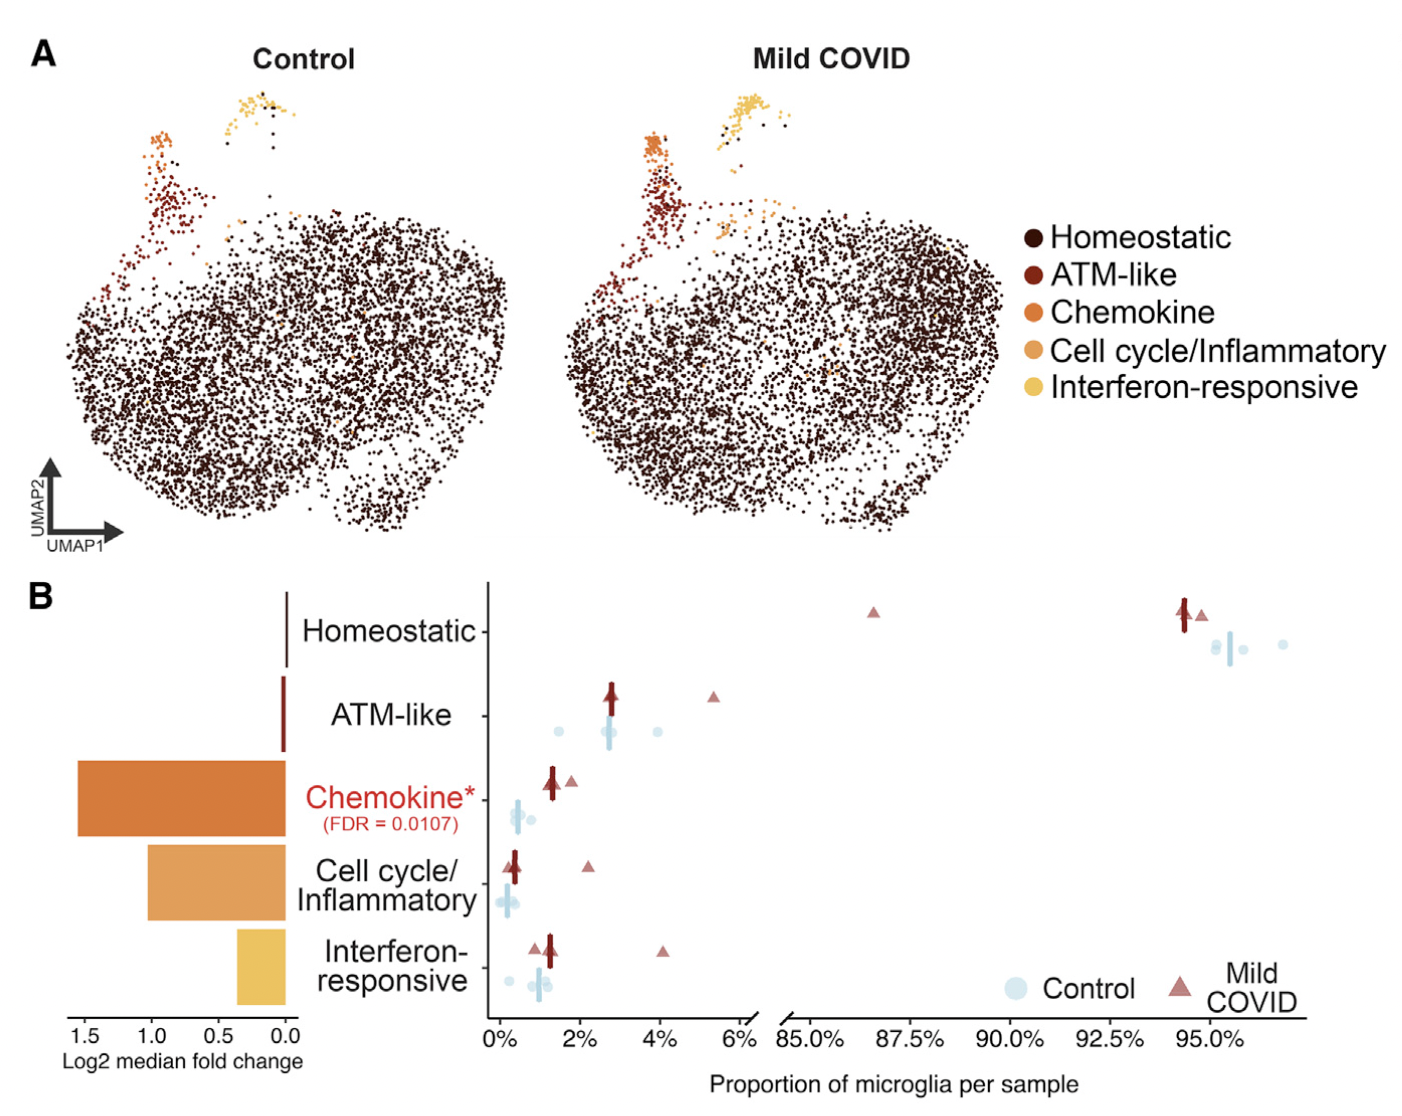 A
Control
Mild COVID
Homeostatic
ATM-like
Chemokine
Cell cycle/Inflammatory
Interferon-responsive
UMAP2
UMAP1
B
Homeostatic
ATM-like
Chemokine*
(FDR = 0.0107)
Cell cycle/
Inflammatory
Interferon-
responsive
Control
Mild
COVID
1.5 1.0 0.5 0.0
Log2 median fold change
0% 2% 4% 6% 85.0% 87.5% 90.0% 92.5% 95.0%
Proportion of microglia per sample